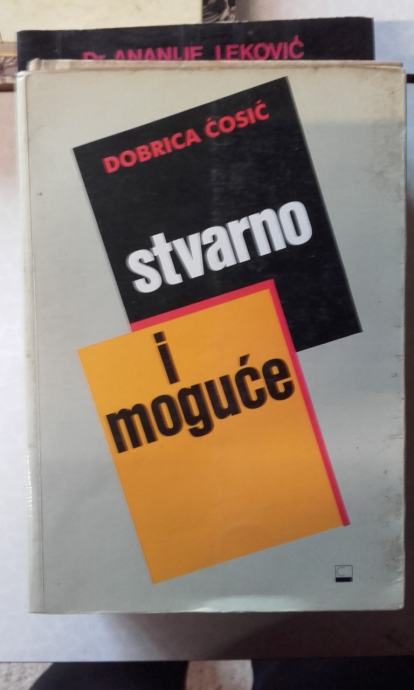 Dr ANANIJE LEKOVIĆ
DOBRICA ĆOSIĆ
stvarno
i
moguće